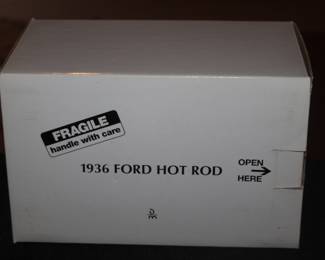 FRAGILE
handle with care
1936 FORD HOT ROD
OPEN
HERE